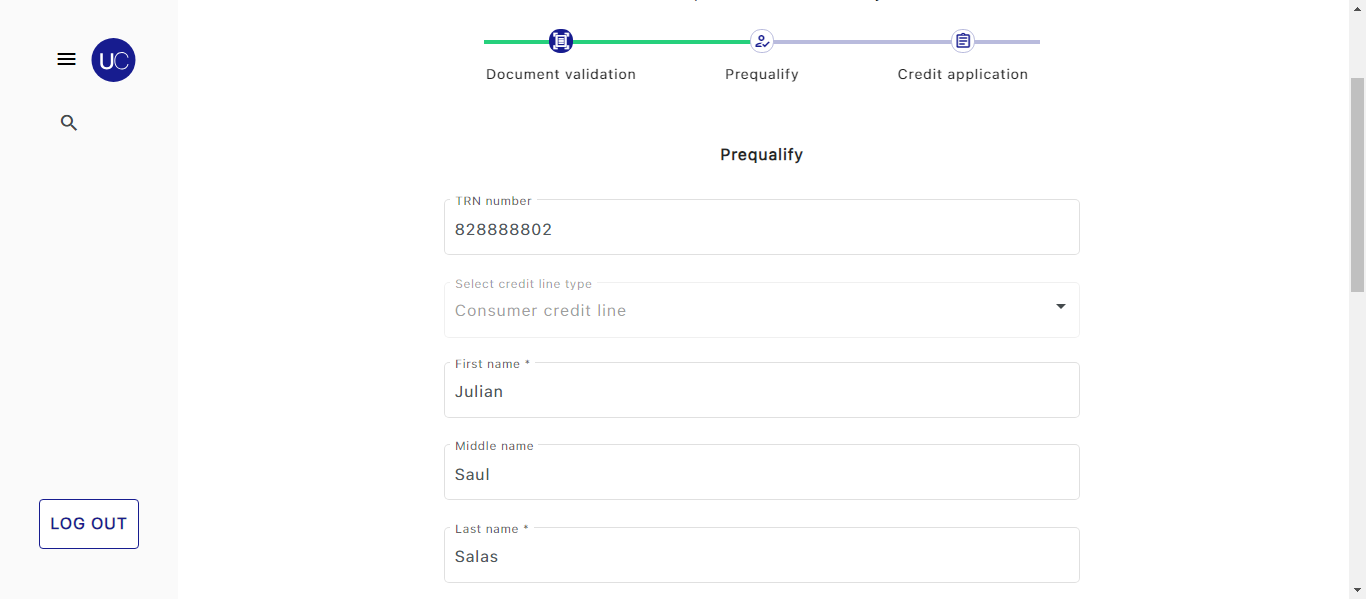 UC
Document validation
Prequalify
Credit application
Prequalify
TRN number
828888802
Select credit line type
Consumer credit line
First name *
Julian
Middle name
Saul
Last name *
Salas
LOG OUT